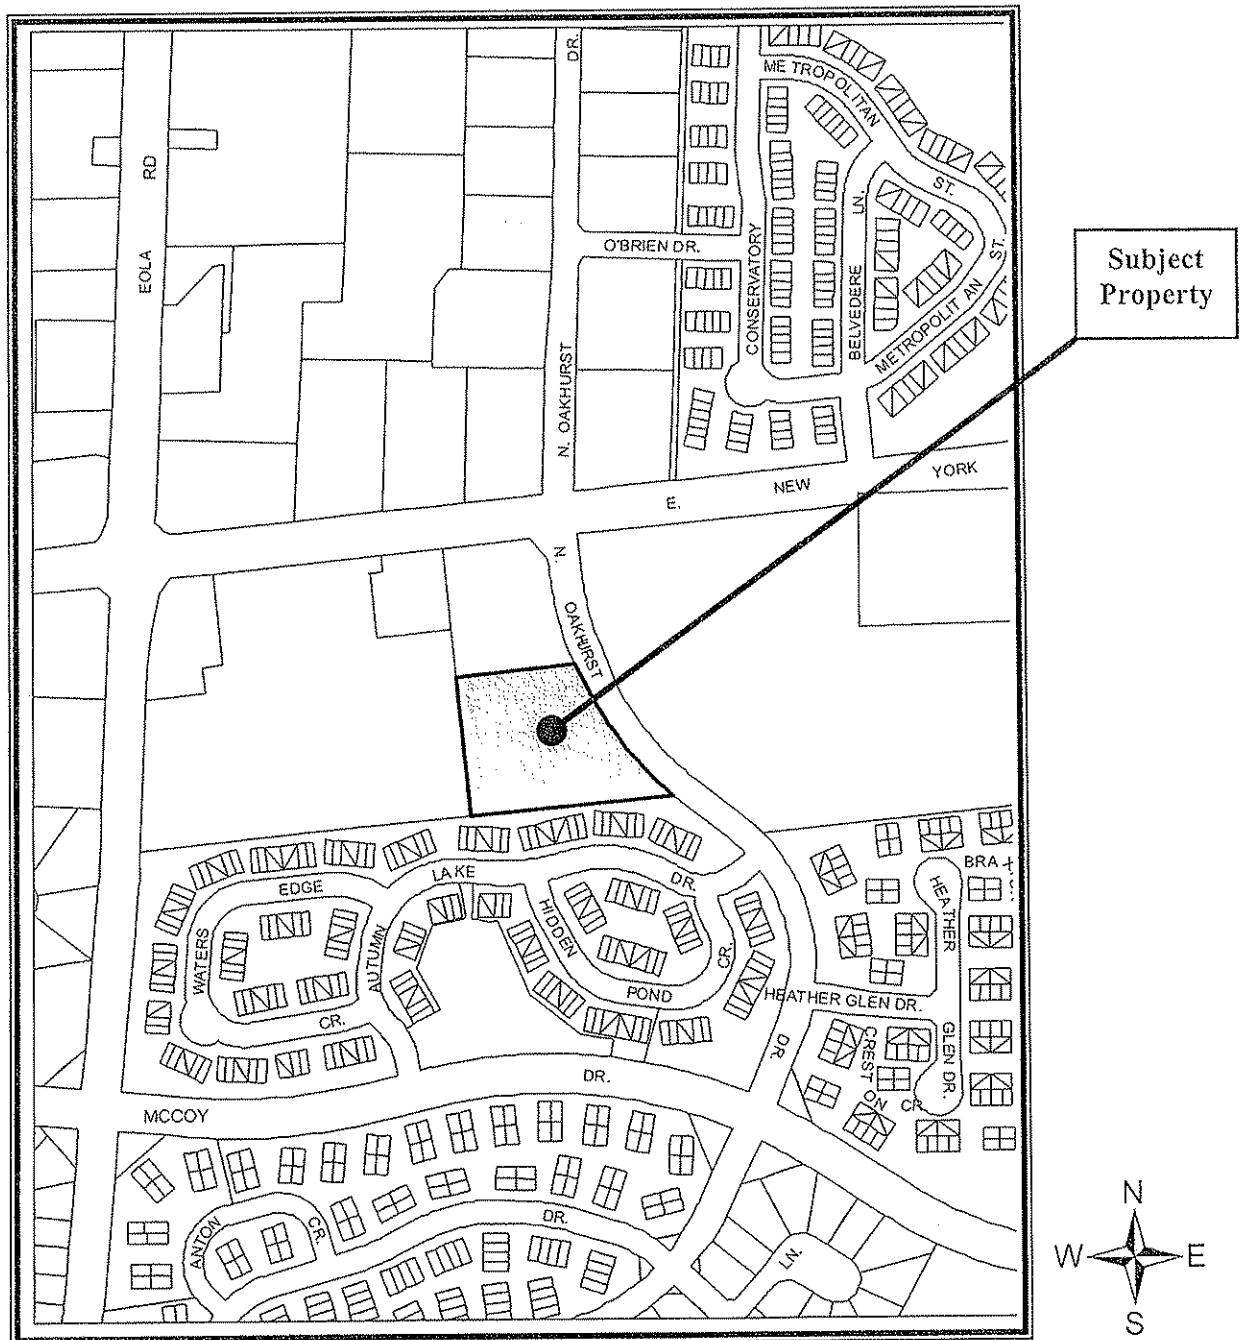 DR.
ME TROPOLITAN
ST.
ST.
METROPOLIT AN
EOLA
RD
O'BRIEN DR.
CONSERVATORY
BELVEDERE
LN.
Subject
Property
N. OAKHURST
E.
NEW
YORK
N.
OAKHURST
EDGE
LAKE
DR.
WATERS
AUTUMN
CR.
HIDDEN
POND
CR.
BRA
HEATHER
HEATHER GLEN DR.
GLEN DR.
CREST ON
CR
DR.
DR.
MCCOY
ANTON
CR.
DR.
LN.
N
W
E
S